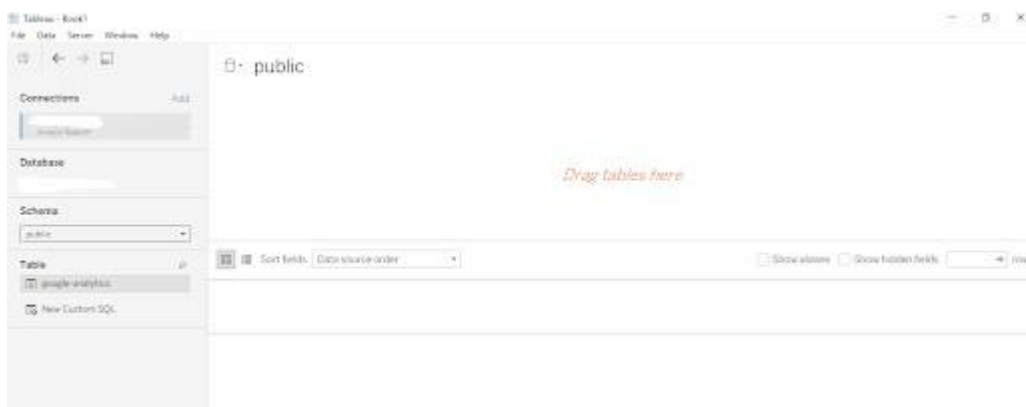 Tableau - Book1
File Data Server Window Help
public
Connections Add
Database
Drag tables here
Schema
public
Sort fields Data source order
Show aliases Show hidden fields
Table
google-analytics
New Custom SQL